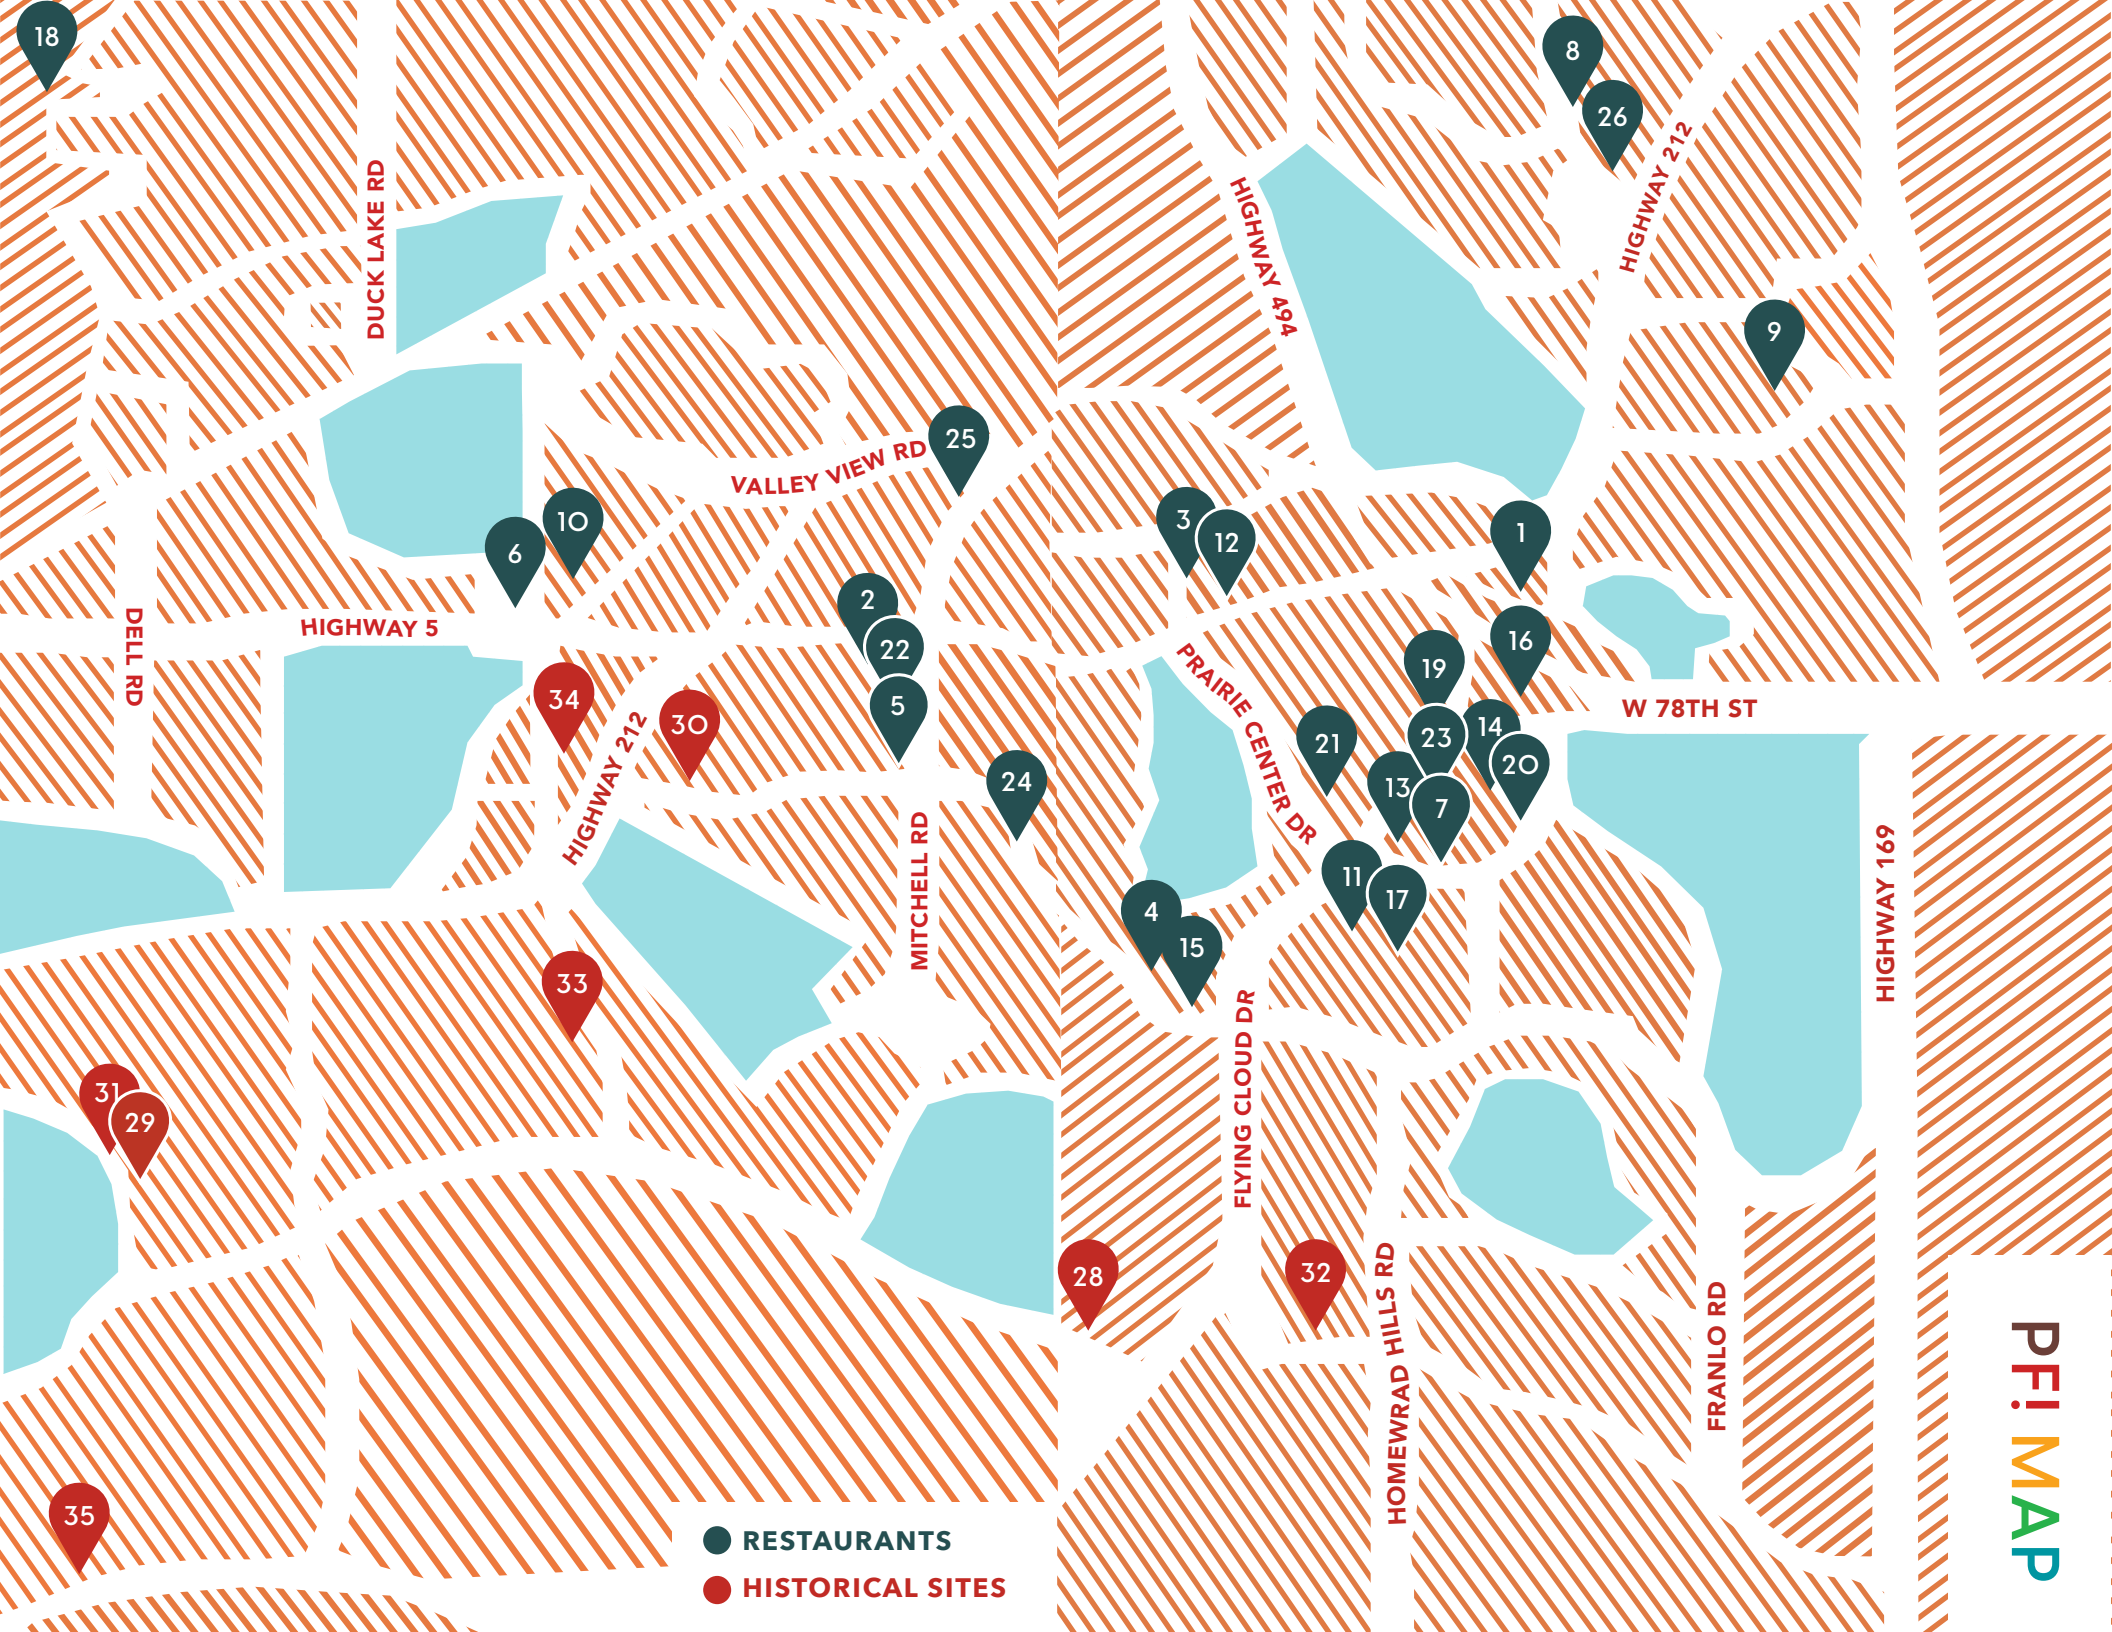 18
8
26
HIGHWAY 212
DUCK LAKE RD
HIGHWAY 494
9
25
VALLEY VIEW RD
10
6
3
12
1
2
22
5
HIGHWAY 5
DELL RD
16
19
PRAIRIE CENTER DR
34
30
HIGHWAY 212
W 78TH ST
14
23
21
20
13
7
24
MITCHELL RD
11
17
4
15
HIGHWAY 169
33
FLYING CLOUD DR
31
29
28
32
HOMEWRAD HILLS RD
FRANLO RD
PF! MAP
35
RESTAURANTS
HISTORICAL SITES